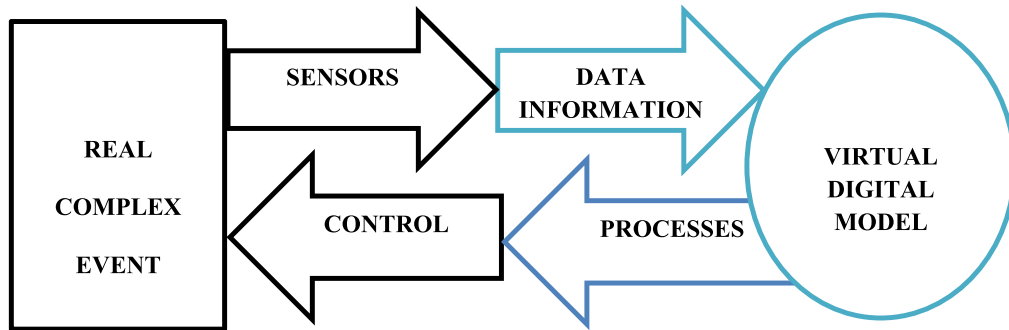 REAL
COMPLEX
EVENT
SENSORS
DATA
INFORMATION
CONTROL
PROCESSES
VIRTUAL
DIGITAL
MODEL